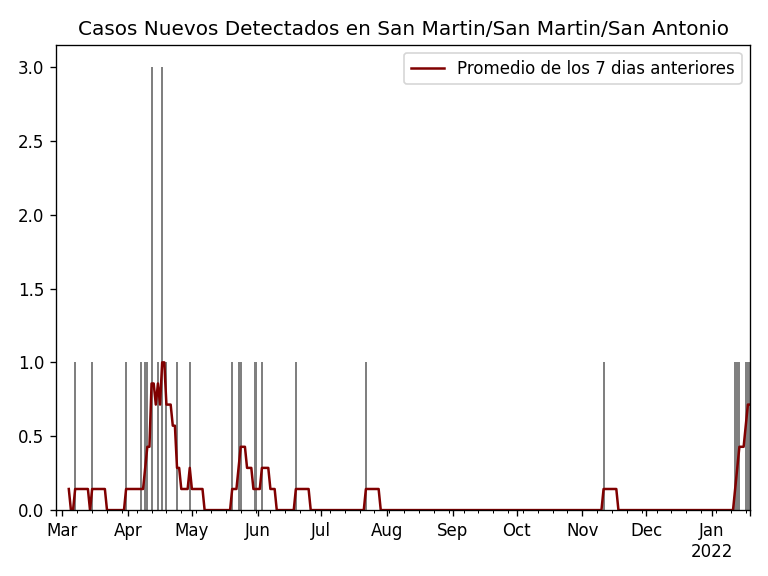 Casos Nuevos Detectados en San Martin/San Martin/San Antonio
Promedio de los 7 dias anteriores
3.0
2.5
2.0
1.5
1.0
0.5
0.0
Mar Apr May Jun Jul Aug Sep Oct Nov Dec Jan
2022